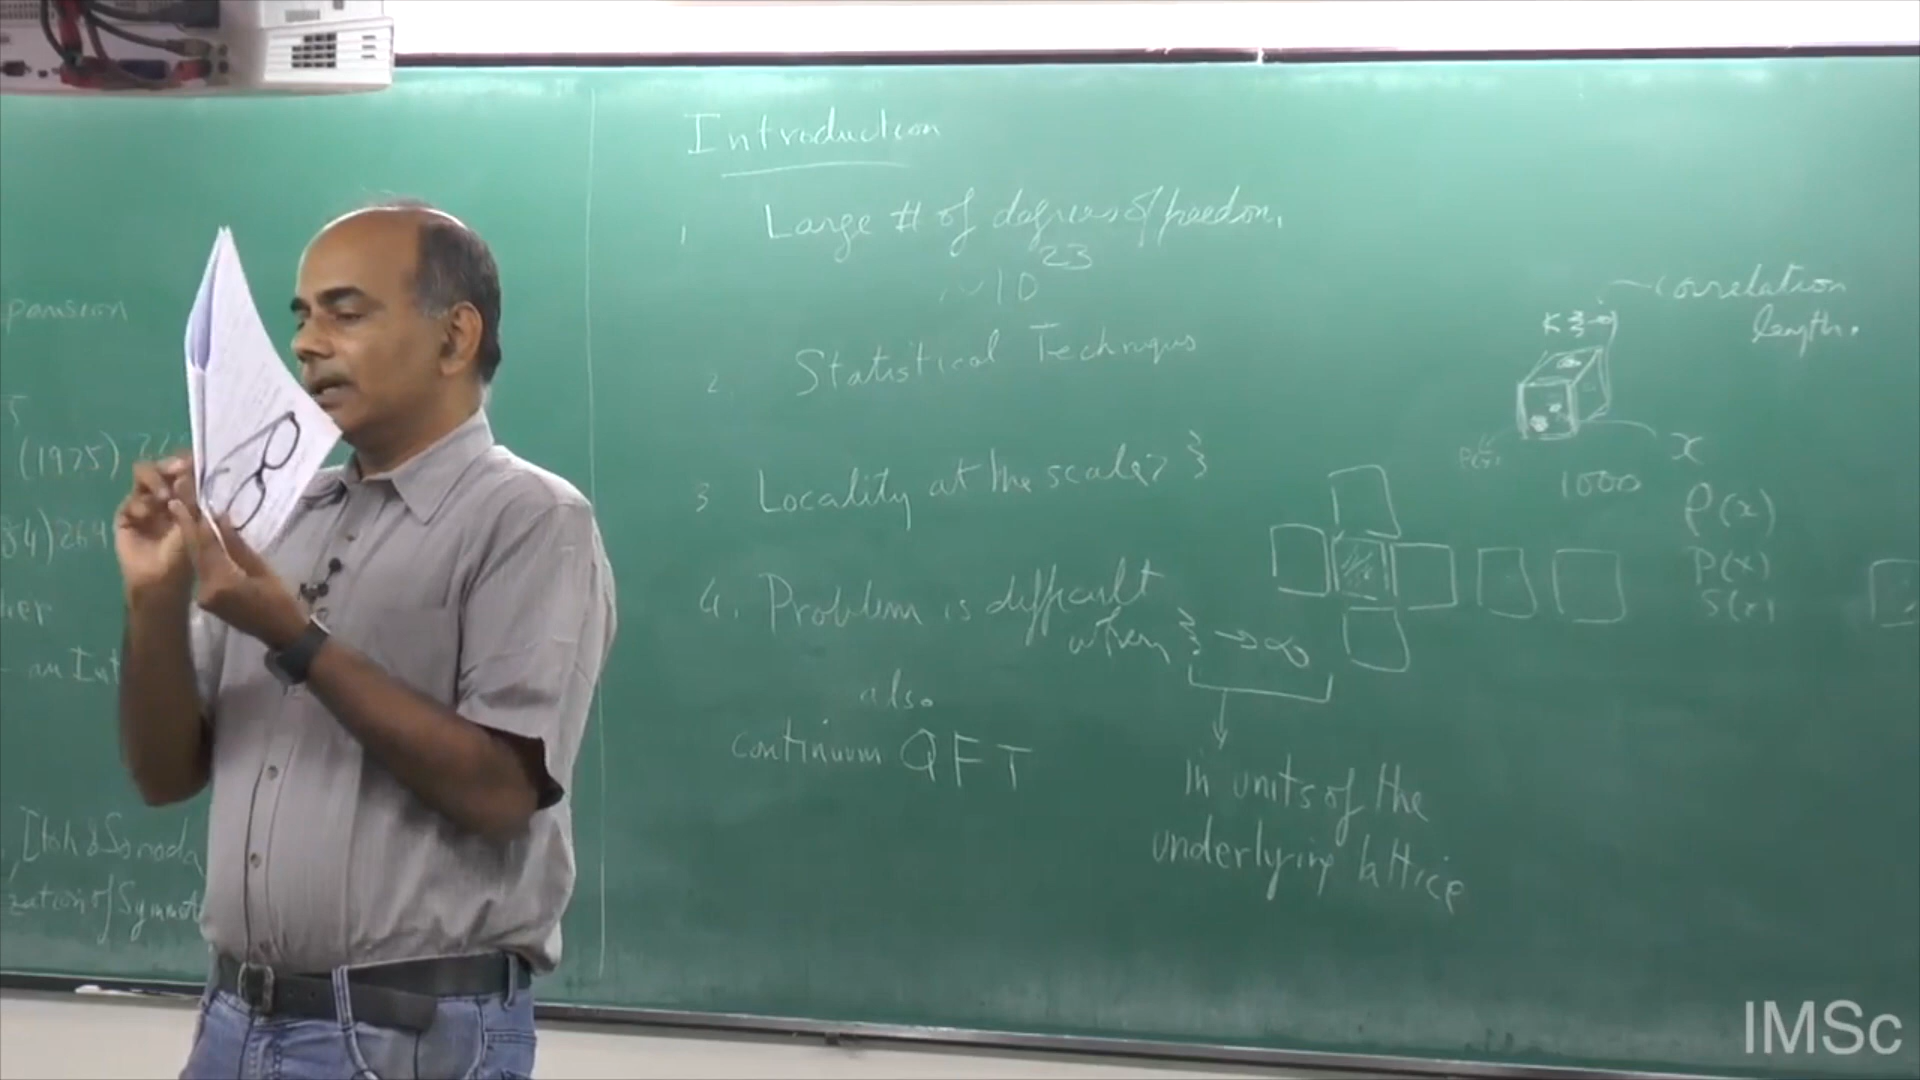 pansion
5
(1975)
84)269
an Int
Itoh & Sonoda
zation of Symmet
Introduction
1 Large # of degrees of freedom,
~10^23
2 Statistical Techniques
3 Locality at the scale > ξ
4. Problem is difficult
when ξ → ∞
also
continuum QFT
in units of the
underlying lattice
correlation
length.
K ξ →
x
1000
ρ(x)
P(x)
S(x)
IMSc